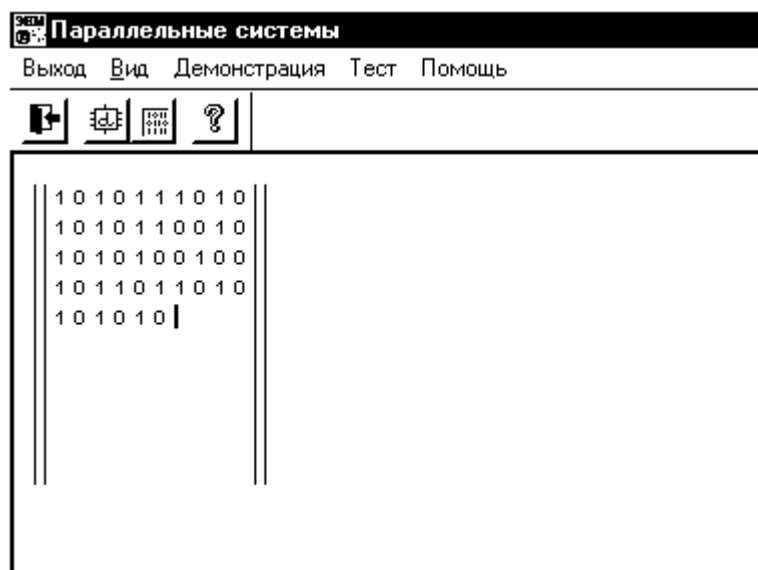 Параллельные системы
Выход Вид Демонстрация Тест Помощь
1 0 1 0 1 1 1 0 1 0
1 0 1 0 1 1 0 0 1 0
1 0 1 0 1 0 0 1 0 0
1 0 1 1 0 1 1 0 1 0
1 0 1 0 1 0